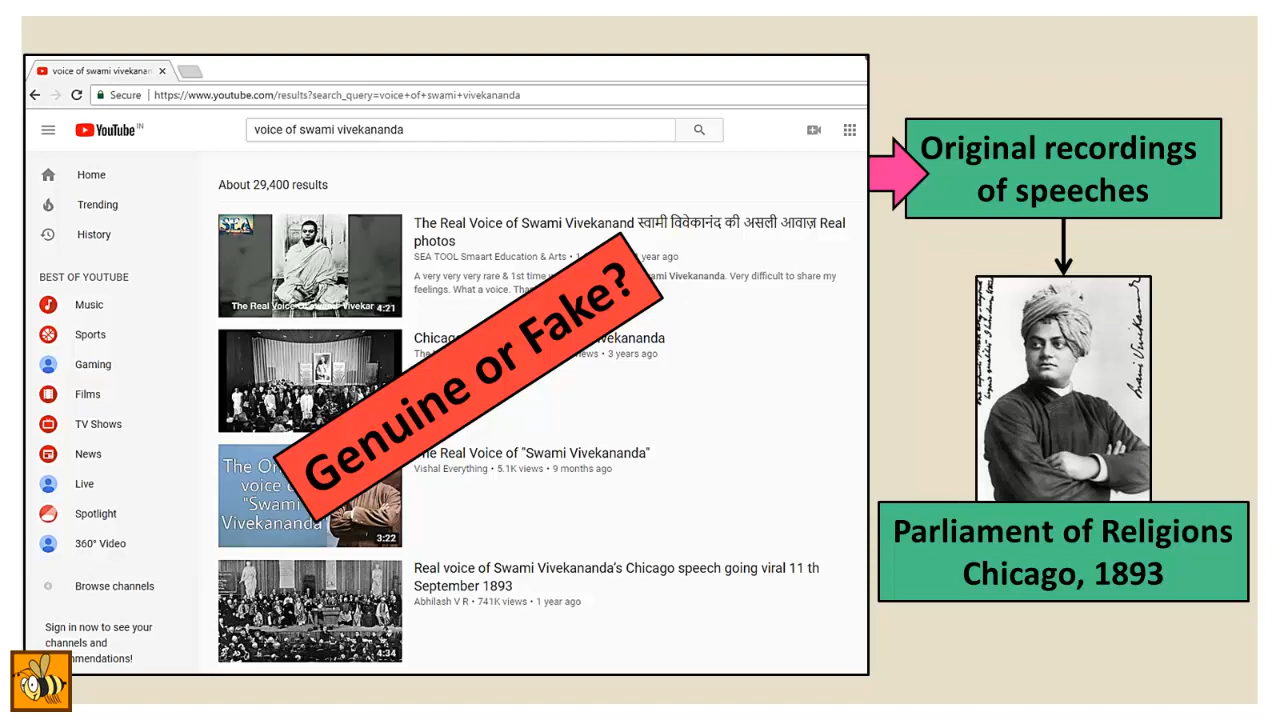 voice of swami vivekanan
Secure | https://www.youtube.com/results?search_query=voice+of+swami+vivekananda
YouTube IN
voice of swami vivekananda
Home
Trending
History
BEST OF YOUTUBE
Music
Sports
Gaming
Films
TV Shows
News
Live
Spotlight
360° Video
Browse channels
Sign in now to see your
channels and
mmendations!
About 29,400 results
SEA
The Real Voice of Swami Vivekanar 4:21
The Real Voice of Swami Vivekanand स्वामी विवेकानंद की असली आवाज़ Real
photos
SEA TOOL Smaart Education & Arts • 1 year ago
A very very very rare & 1st time ami Vivekananda. Very difficult to share my
feelings. What a voice.
Chicago vekananda
views • 3 years ago
The
voice
"Swami
Vivekananda"
3:22
The Real Voice of "Swami Vivekananda"
Vishal Everything • 5.1K views • 9 months ago
4:34
Real voice of Swami Vivekananda's Chicago speech going viral 11 th
September 1893
Abhilash V R • 741K views • 1 year ago
Genuine or Fake?
Original recordings
of speeches
Swami Vivekananda
Parliament of Religions
Chicago, 1893